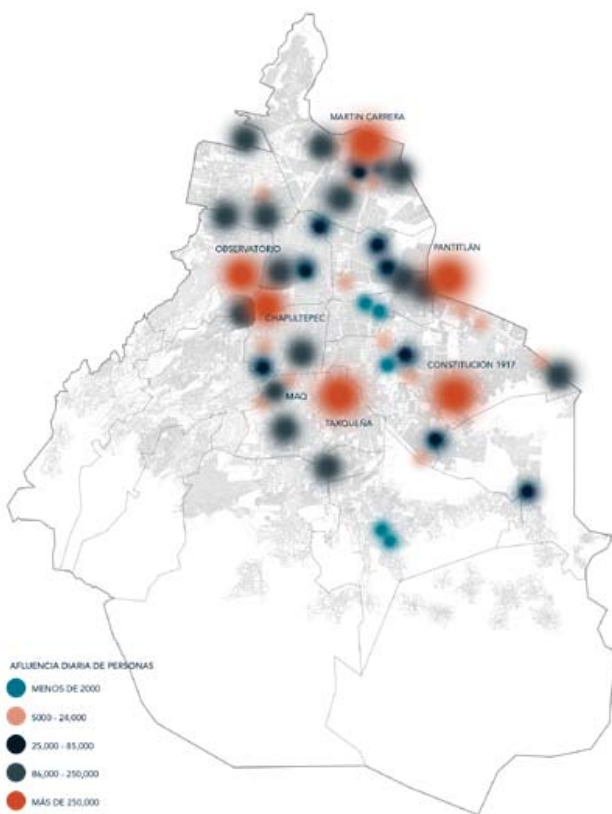 MARTIN CARRERA
OBSERVATORIO
PANTITLÁN
CHAPULTEPEC
CONSTITUCIÓN 1917
MAQ
TAXQUEÑA
AFLUENCIA DIARIA DE PERSONAS
MENOS DE 2000
5000 - 24,000
25,000 - 85,000
86,000 - 250,000
MÁS DE 250,000